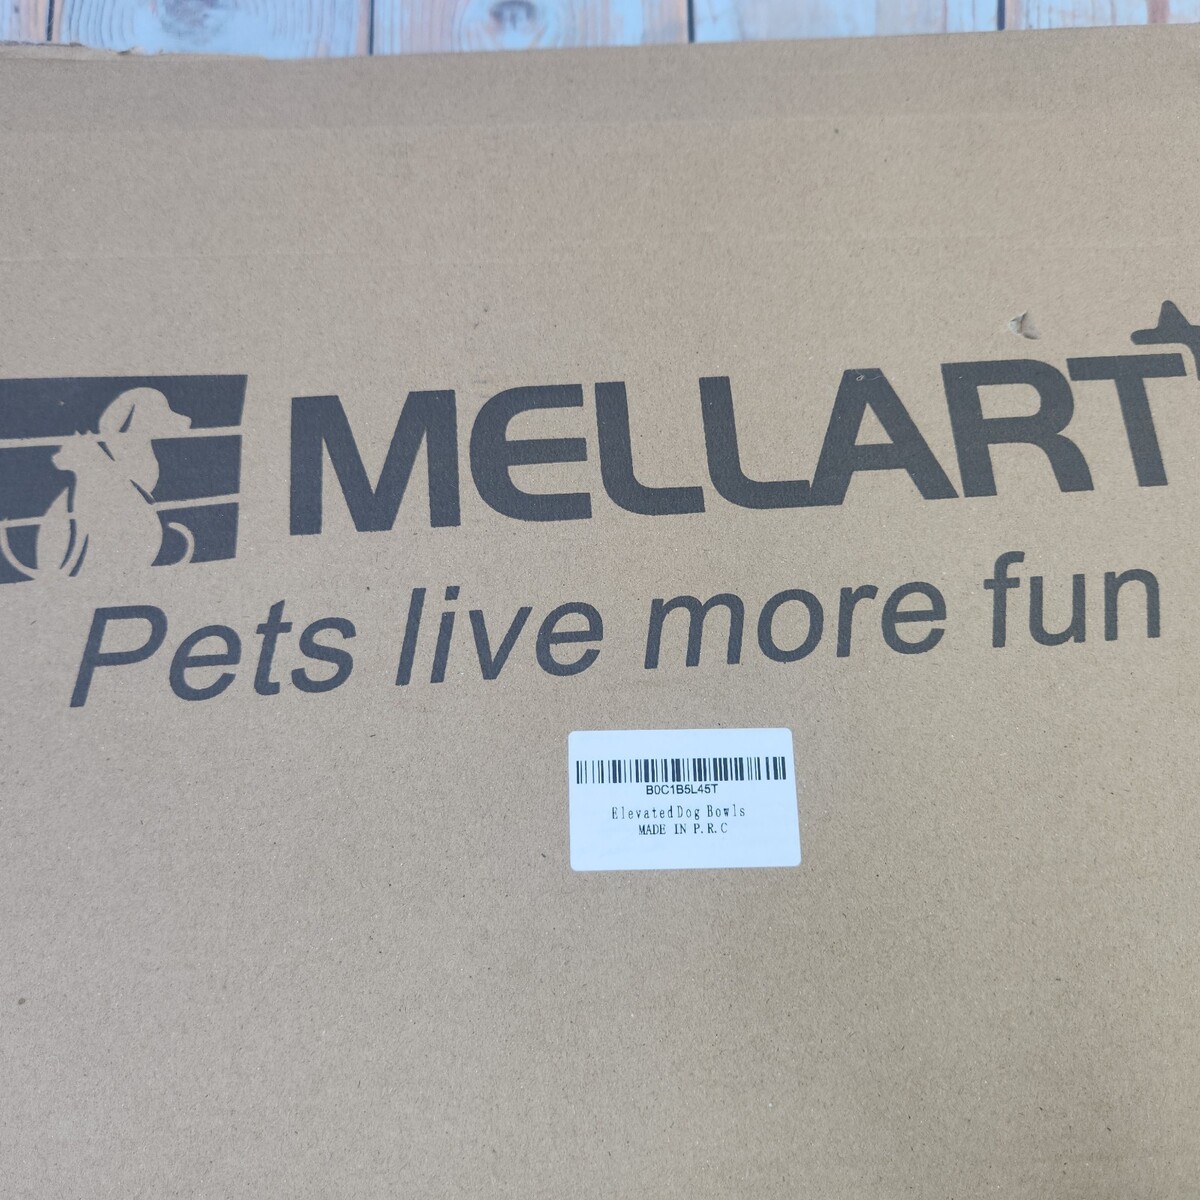 MELLART
Pets live more fun
B0C1B5L45T
Elevated Dog Bowls
MADE IN P.R.C